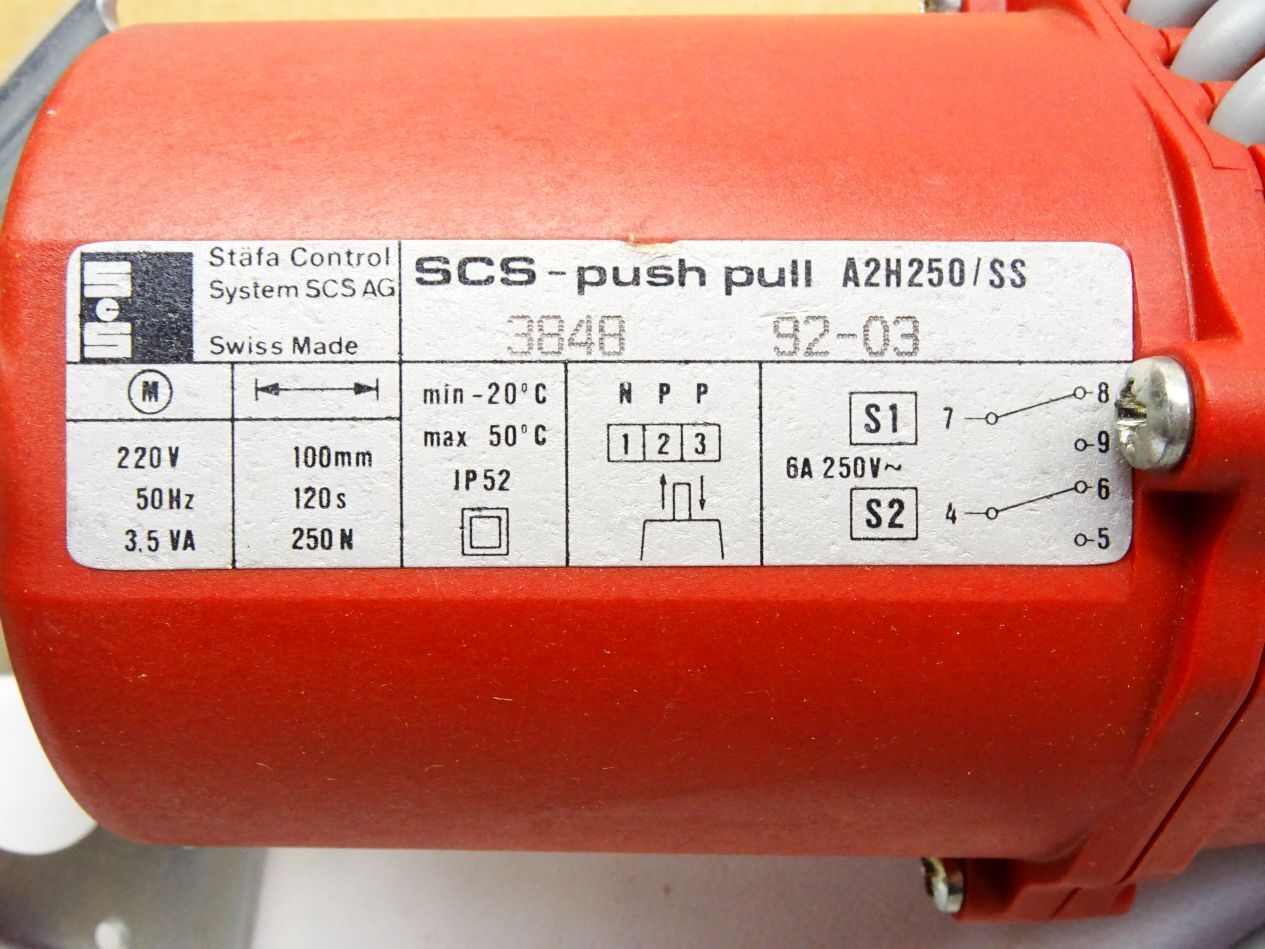 SCS
Stäfa Control
System SCS AG
Swiss Made
SCS-push pull A2H250/SS
3848 92-03
M
220V
50Hz
3.5 VA
100mm
120s
250N
min -20°C
max 50°C
IP52
N P P
1 2 3
6A 250V~
S1
7
8
9
S2
4
6
5